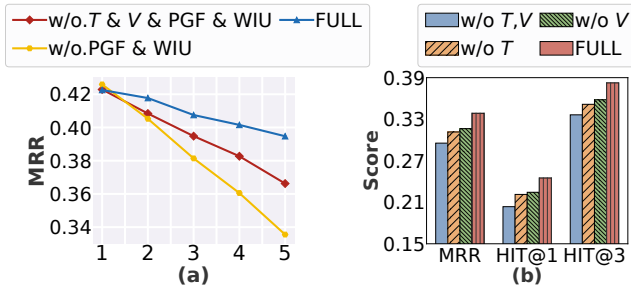 w/o.T & V & PGF & WIU
FULL
w/o.PGF & WIU
MRR
0.42
0.40
0.38
0.36
0.34
1 2 3 4 5
(a)
w/o T,V
w/o V
w/o T
FULL
Score
0.39
0.33
0.27
0.21
0.15
MRR HIT@1 HIT@3
(b)